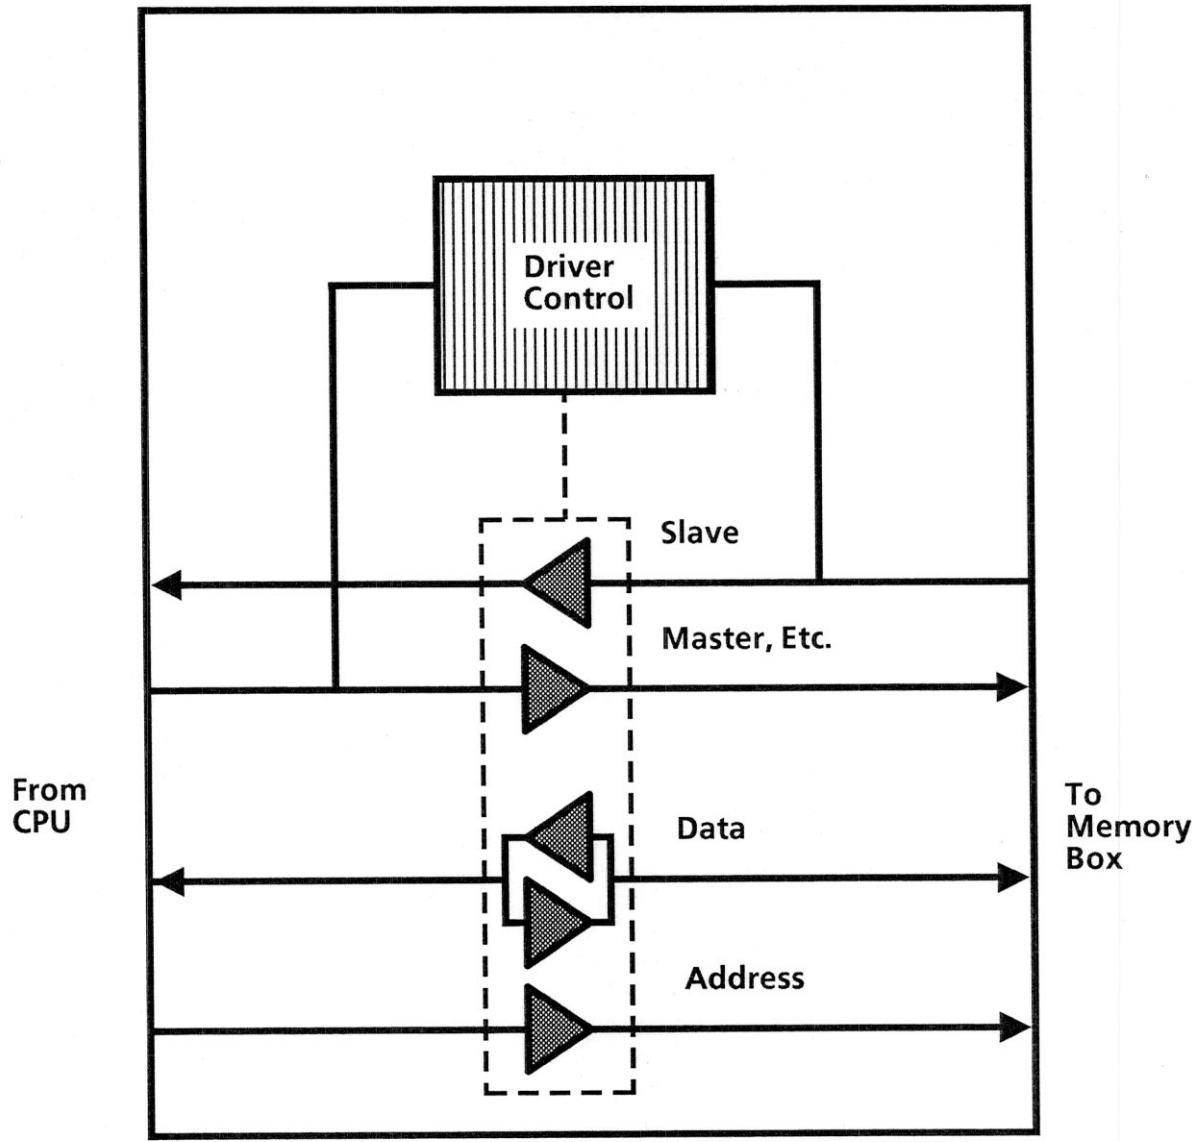 Driver
Control
Slave
Master, Etc.
From
CPU
To
Memory
Box
Data
Address